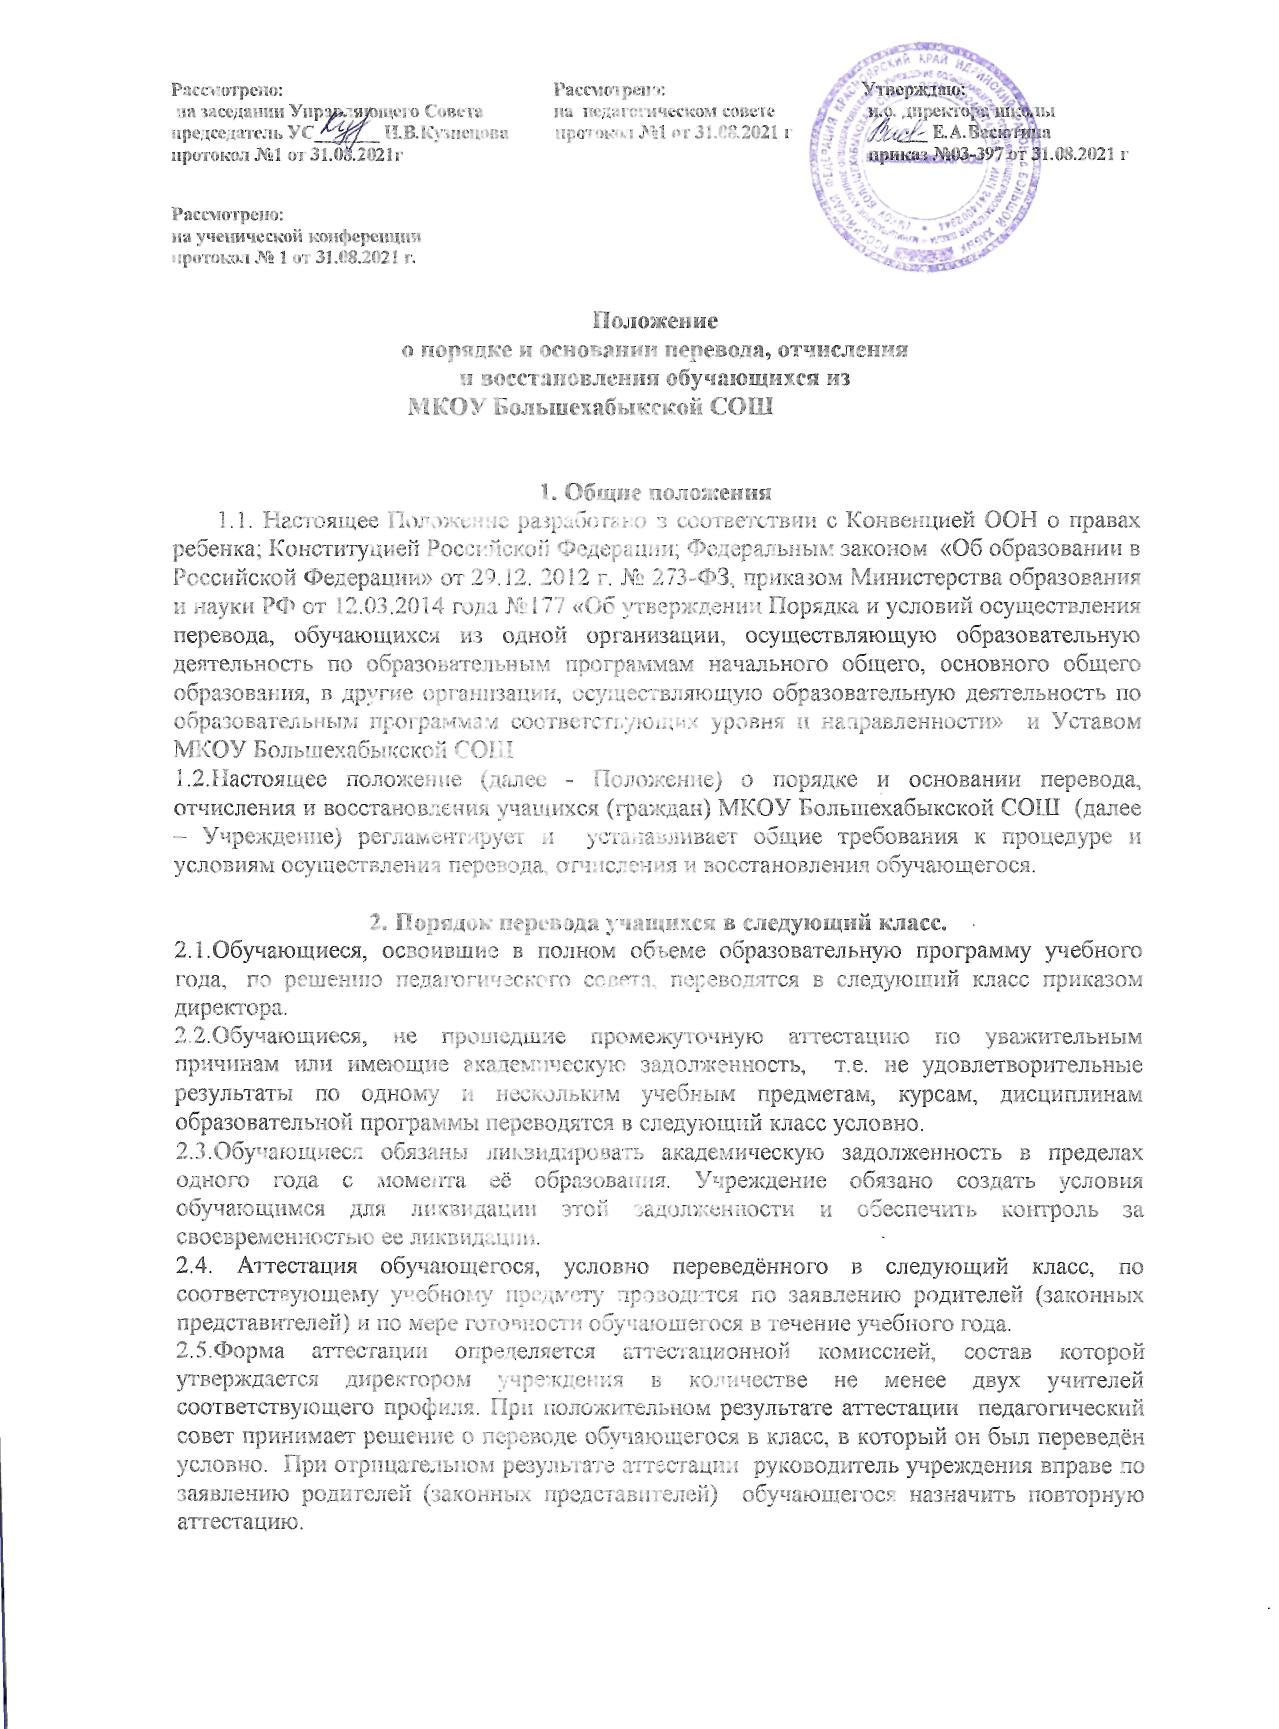 Рассмотрено:
на заседании Управляющего Совета
председатель УС ______ Н.В.Кузнецова
протокол №1 от 31.08.2021г
Рассмотрено:
на педагогическом совете
протокол №1 от 31.08.2021 г
Утверждаю:
и.о. директора школы
______ Е.А.Васютина
приказ №03-397 от 31.08.2021 г
Рассмотрено:
на ученической конференции
протокол № 1 от 31.08.2021 г.
Положение
о порядке и основании перевода, отчисления
и восстановления обучающихся из
МКОУ Большехабыкской СОШ
1. Общие положения
1.1. Настоящее Положение разработано в соответствии с Конвенцией ООН о правах
ребенка; Конституцией Российской Федерации; Федеральным законом «Об образовании в
Российской Федерации» от 29.12. 2012 г. № 273-ФЗ, приказом Министерства образования
и науки РФ от 12.03.2014 года №177 «Об утверждении Порядка и условий осуществления
перевода, обучающихся из одной организации, осуществляющую образовательную
деятельность по образовательным программам начального общего, основного общего
образования, в другие организации, осуществляющую образовательную деятельность по
образовательным программам соответствующих уровня и направленности» и Уставом
МКОУ Большехабыкской СОШ
1.2.Настоящее положение (далее - Положение) о порядке и основании перевода,
отчисления и восстановления учащихся (граждан) МКОУ Большехабыкской СОШ (далее
– Учреждение) регламентирует и устанавливает общие требования к процедуре и
условиям осуществления перевода, отчисления и восстановления обучающегося.
2. Порядок перевода учащихся в следующий класс.
2.1.Обучающиеся, освоившие в полном объеме образовательную программу учебного
года, по решению педагогического совета, переводятся в следующий класс приказом
директора.
2.2.Обучающиеся, не прошедшие промежуточную аттестацию по уважительным
причинам или имеющие академическую задолженность, т.е. не удовлетворительные
результаты по одному и нескольким учебным предметам, курсам, дисциплинам
образовательной программы переводятся в следующий класс условно.
2.3.Обучающиеся обязаны ликвидировать академическую задолженность в пределах
одного года с момента её образования. Учреждение обязано создать условия
обучающимся для ликвидации этой задолженности и обеспечить контроль за
своевременностью ее ликвидации.
2.4. Аттестация обучающегося, условно переведённого в следующий класс, по
соответствующему учебному предмету проводится по заявлению родителей (законных
представителей) и по мере готовности обучающегося в течение учебного года.
2.5.Форма аттестации определяется аттестационной комиссией, состав которой
утверждается директором учреждения в количестве не менее двух учителей
соответствующего профиля. При положительном результате аттестации педагогический
совет принимает решение о переводе обучающегося в класс, в который он был переведён
условно. При отрицательном результате аттестации руководитель учреждения вправе по
заявлению родителей (законных представителей) обучающегося назначить повторную
аттестацию.